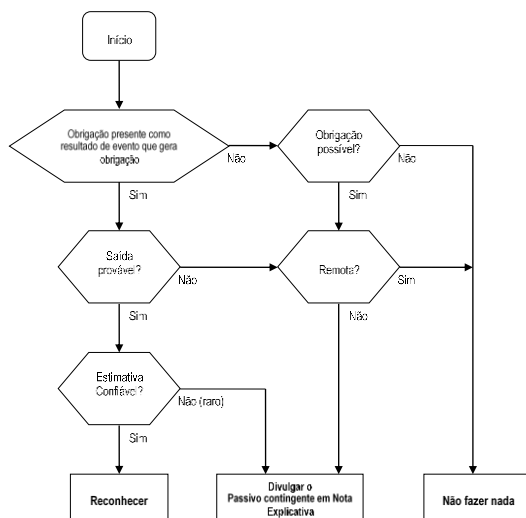 Início
Obrigação presente como
resultado de evento que gera
obrigação
Não
Obrigação
possível?
Não
Sim
Sim
Saída
provável?
Não
Remota?
Sim
Sim
Não
Estimativa
Confiável?
Não (raro)
Sim
Reconhecer
Divulgar o
Passivo contingente em Nota
Explicativa
Não fazer nada